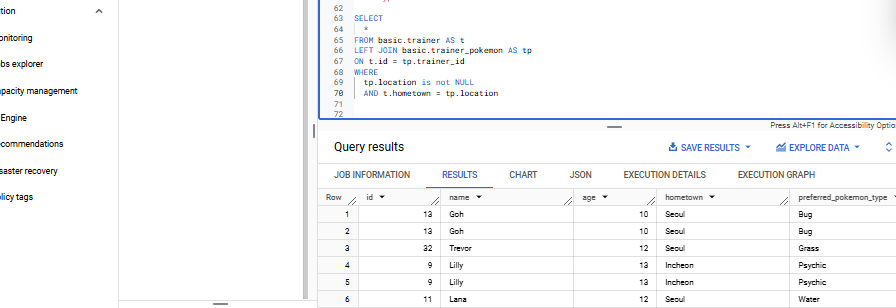 tion
onitoring
obs explorer
apacity management
Engine
ecommendations
saster recovery
olicy tags
62
63 SELECT
64 *
65 FROM basic.trainer AS t
66 LEFT JOIN basic.trainer_pokemon AS tp
67 ON t.id = tp.trainer_id
68 WHERE
69 tp.location is not NULL
70 AND t.hometown = tp.location
71
72
Press Alt+F1 for Accessibility Optio
Query results
SAVE RESULTS
EXPLORE DATA
JOB INFORMATION RESULTS CHART JSON EXECUTION DETAILS EXECUTION GRAPH
Row id name age hometown preferred_pokemon_type
1 13 Goh 10 Seoul Bug
2 13 Goh 10 Seoul Bug
3 32 Trevor 12 Seoul Grass
4 9 Lilly 13 Incheon Psychic
5 9 Lilly 13 Incheon Psychic
6 11 Lana 12 Seoul Water